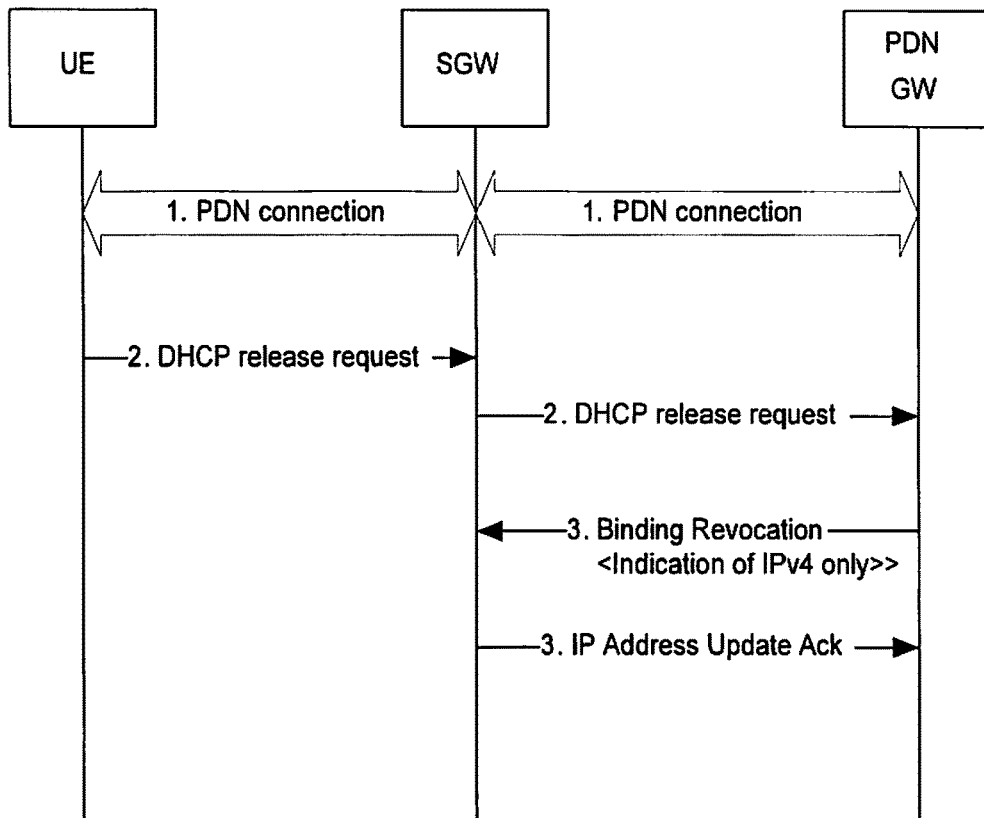 UE
SGW
PDN
GW
1. PDN connection
1. PDN connection
2. DHCP release request
2. DHCP release request
3. Binding Revocation
<Indication of IPv4 only>>
3. IP Address Update Ack